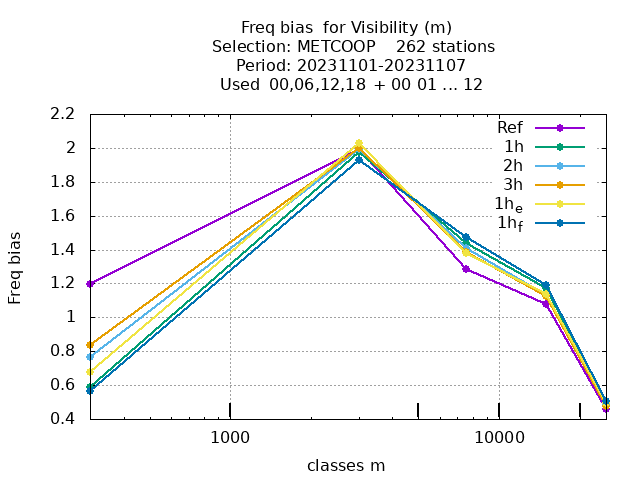 Freq bias  for Visibility (m)
Selection: METCOOP    262 stations
Period: 20231101-20231107
Used  00,06,12,18  + 00 01 ... 12
2.2
2
1.8
1.6
1.4
1.2
1
0.8
0.6
0.4
Freq bias
Ref
1h
2h
3h
1he
1hf
1000
10000
classes m